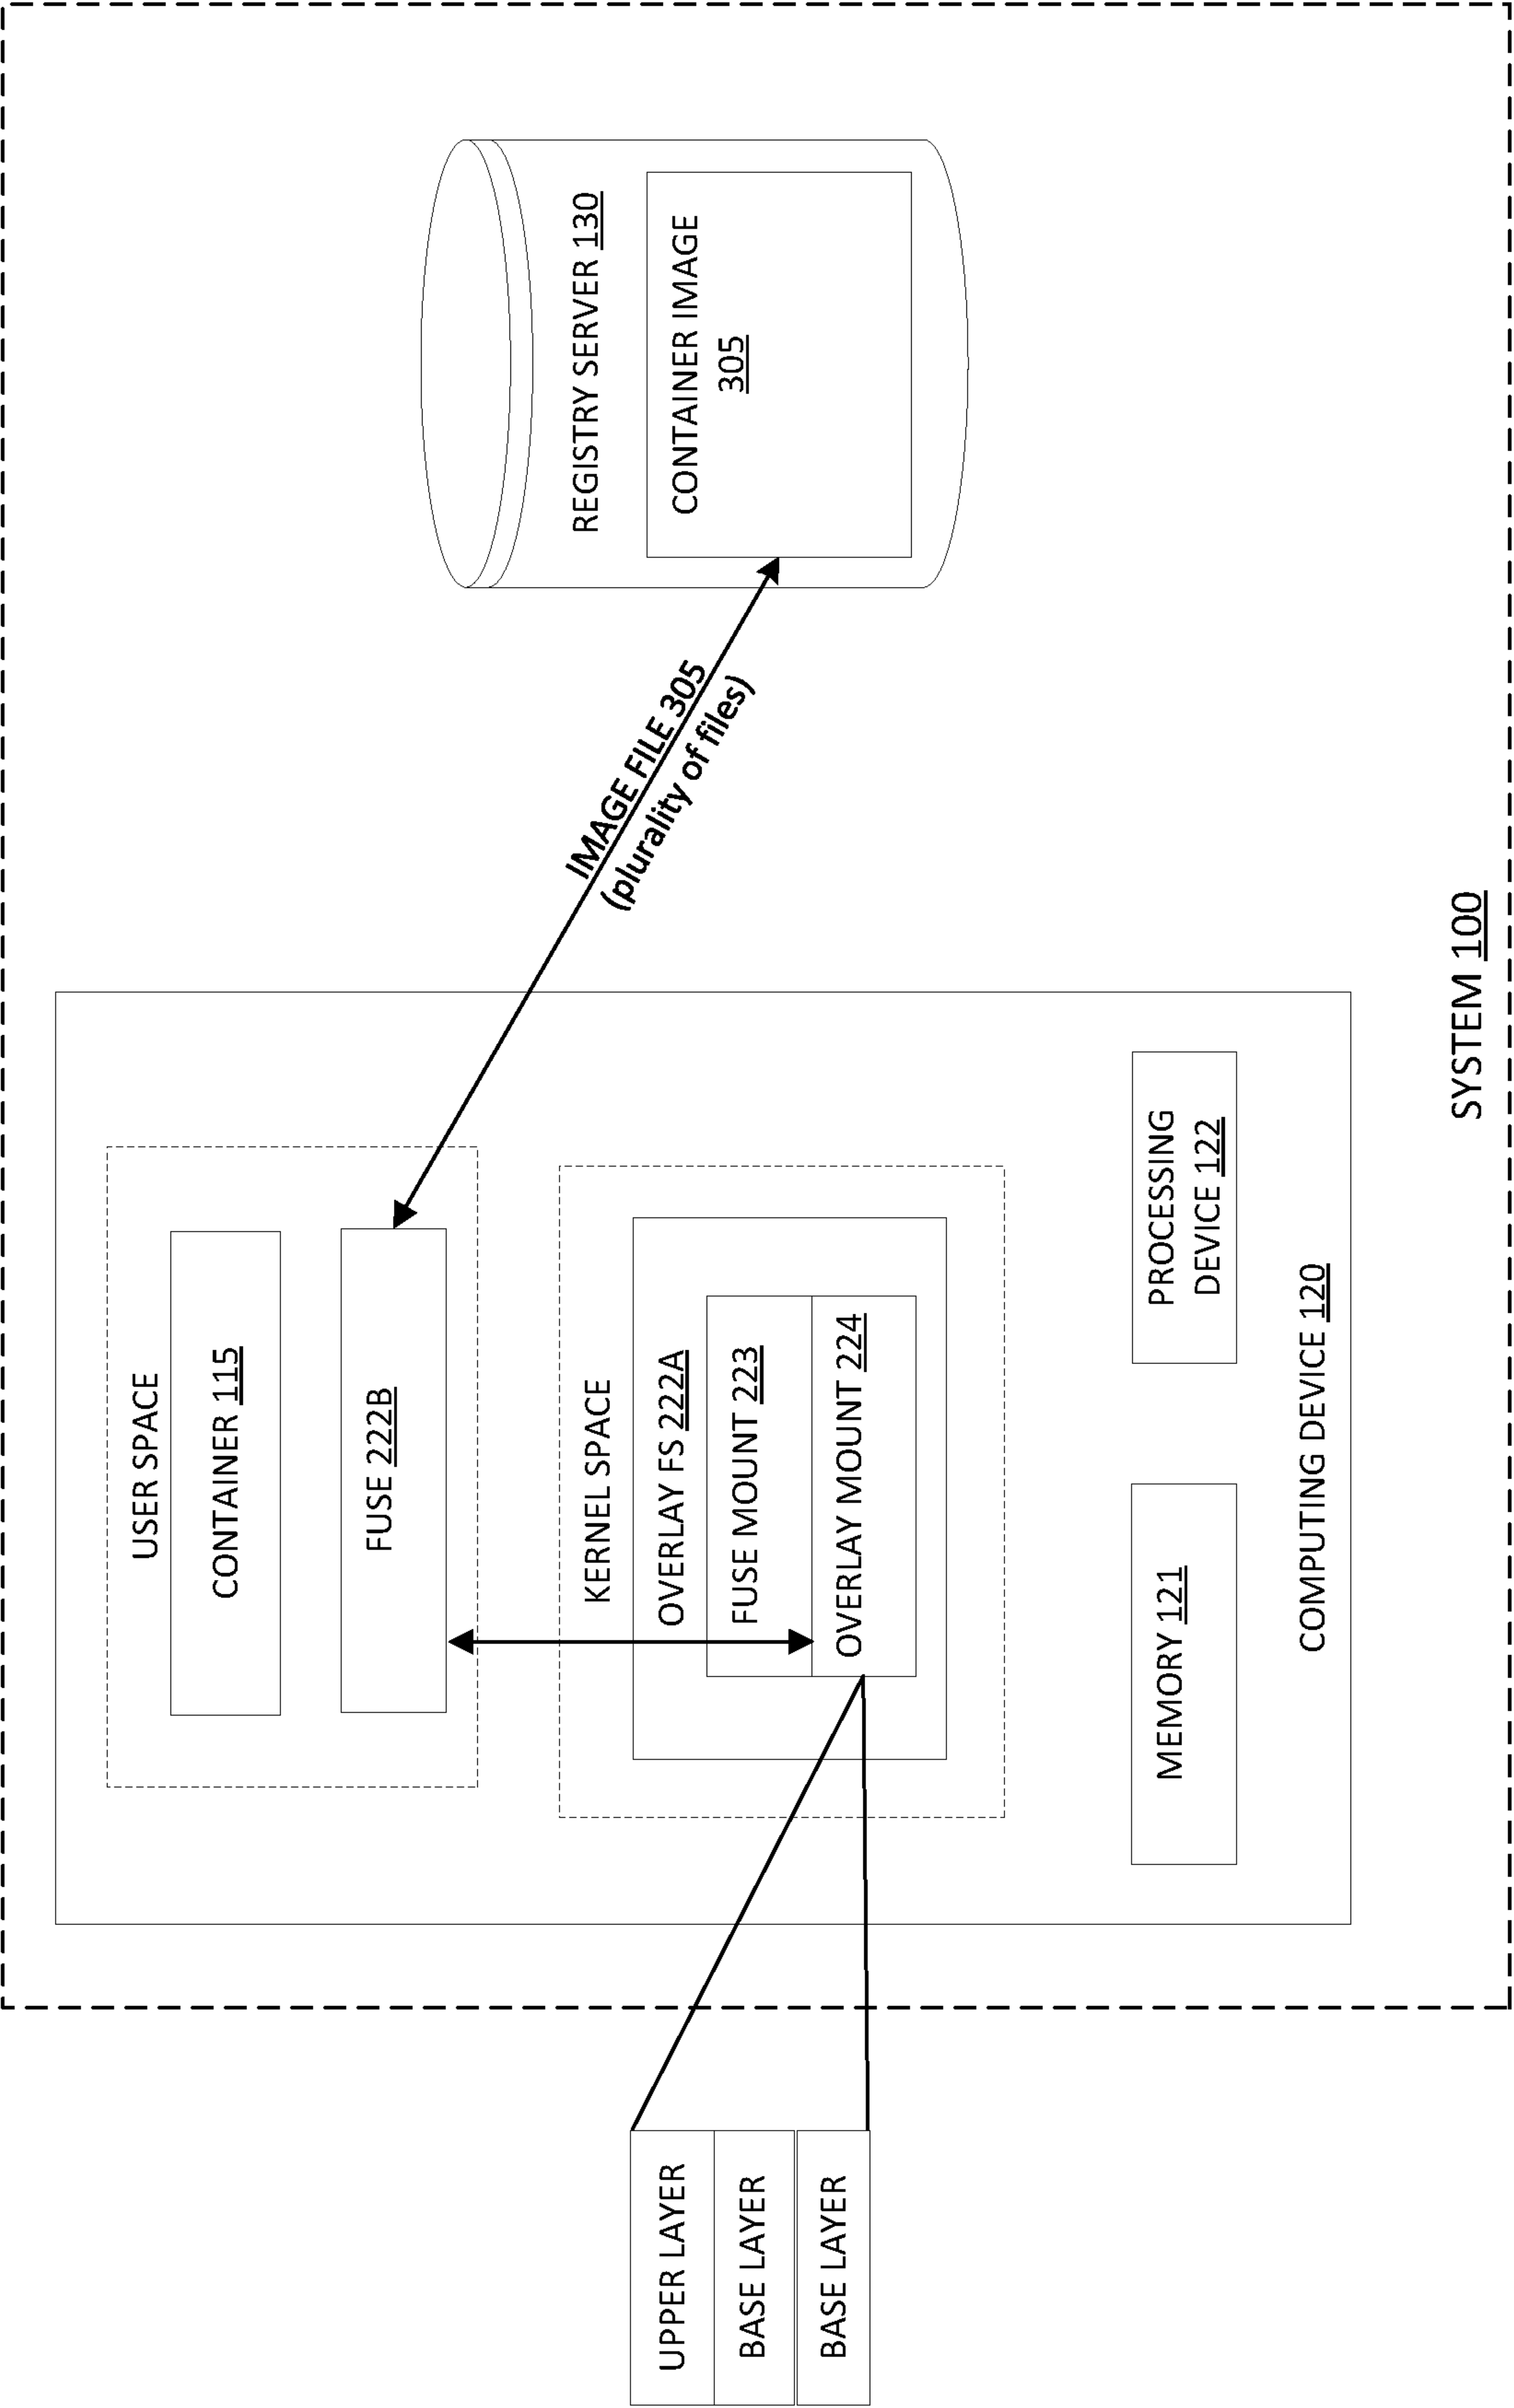 UPPER LAYER
BASE LAYER
BASE LAYER
USER SPACE
CONTAINER 115
FUSE 222B
KERNEL SPACE
OVERLAY FS 222A
FUSE MOUNT 223
OVERLAY MOUNT 224
MEMORY 121
PROCESSING
DEVICE 122
COMPUTING DEVICE 120
IMAGE FILE 305
(plurality of files)
REGISTRY SERVER 130
CONTAINER IMAGE
305
SYSTEM 100